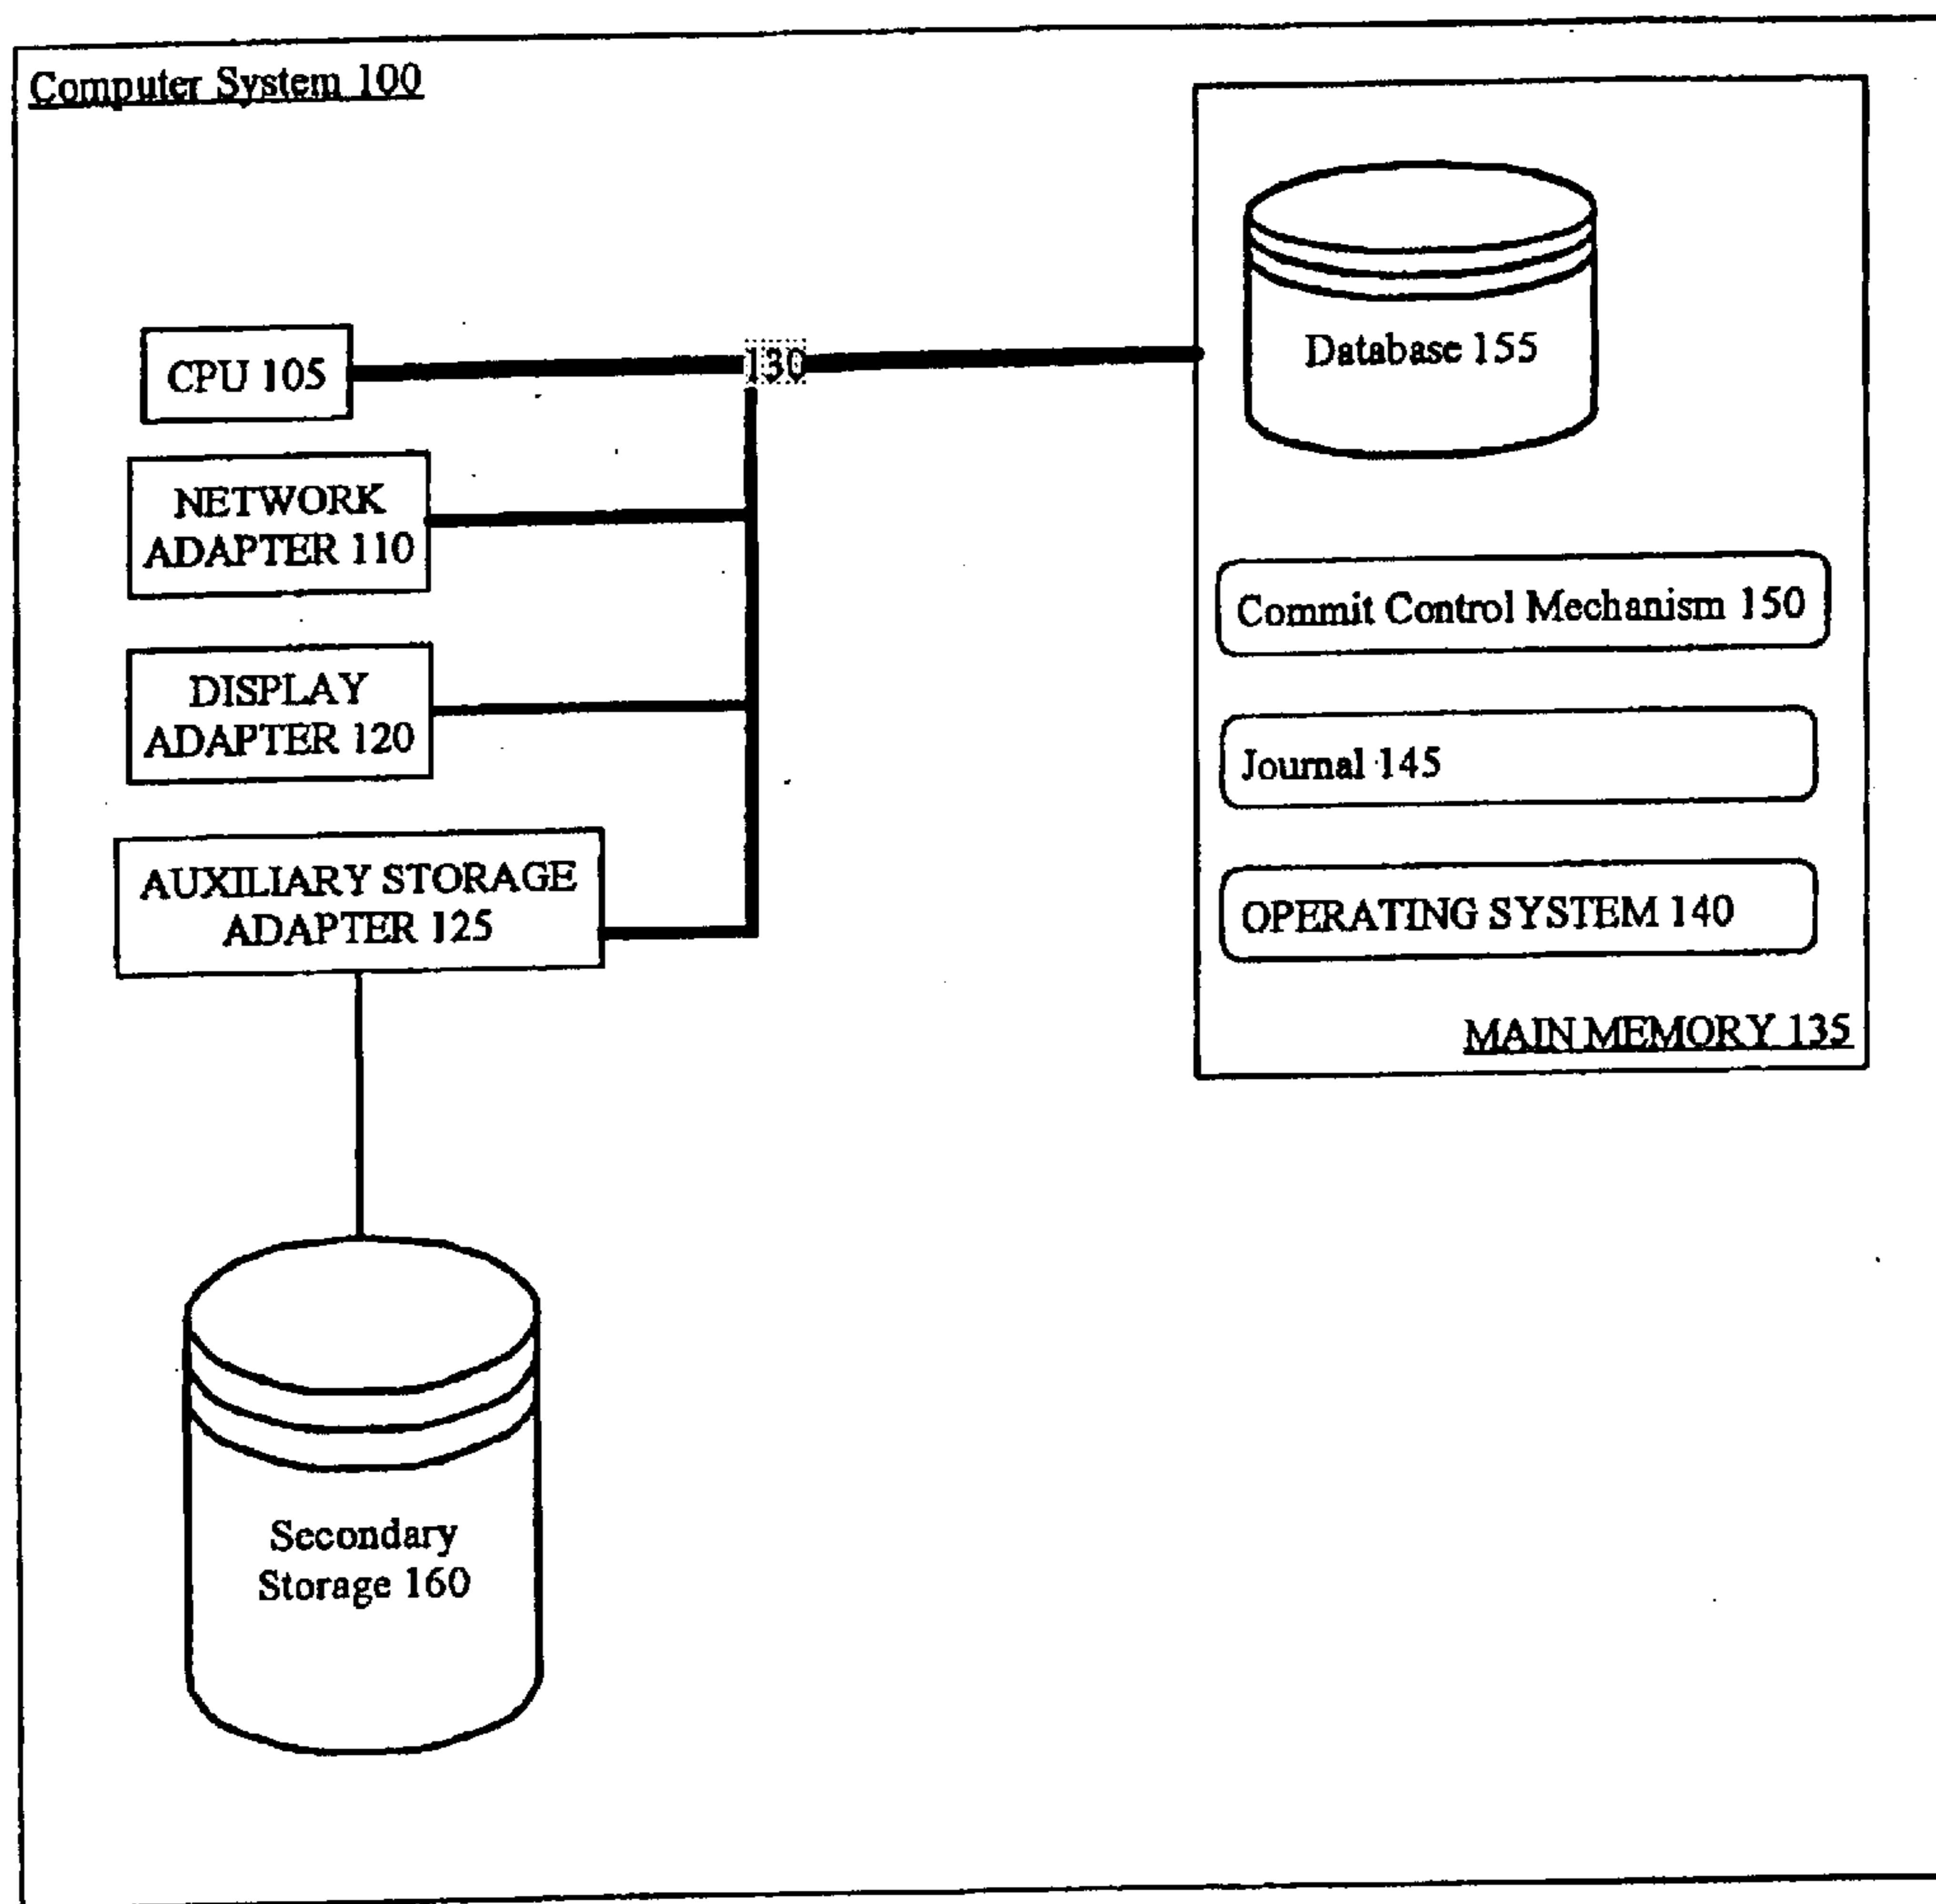 Computer System 100
CPU 105
130
NETWORK
ADAPTER 110
DISPLAY
ADAPTER 120
AUXILIARY STORAGE
ADAPTER 125
Secondary
Storage 160
Database 155
Commit Control Mechanism 150
Journal 145
OPERATING SYSTEM 140
MAIN MEMORY 135